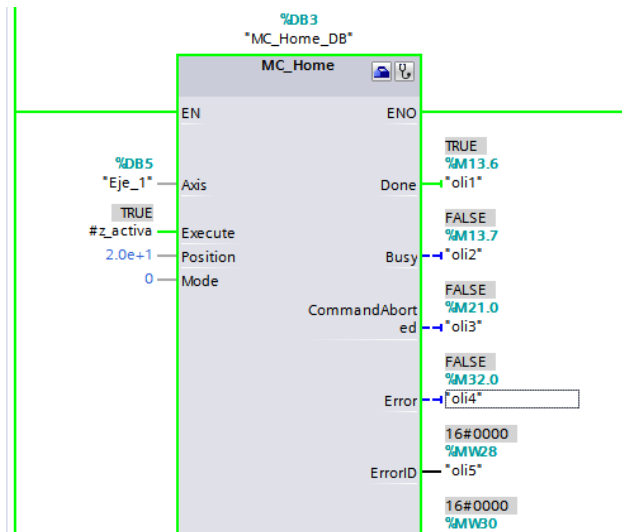 %DB3
"MC_Home_DB"
MC_Home
EN
ENO
%DB5
"Eje_1"
Axis
TRUE
%M13.6
Done
"oli1"
TRUE
#z_activa
Execute
FALSE
%M13.7
2.0e+1
Position
Busy
"oli2"
0
Mode
FALSE
%M21.0
CommandAbort
ed
"oli3"
FALSE
%M32.0
Error
"oli4"
16#0000
%MW28
ErrorID
"oli5"
16#0000
%MW30